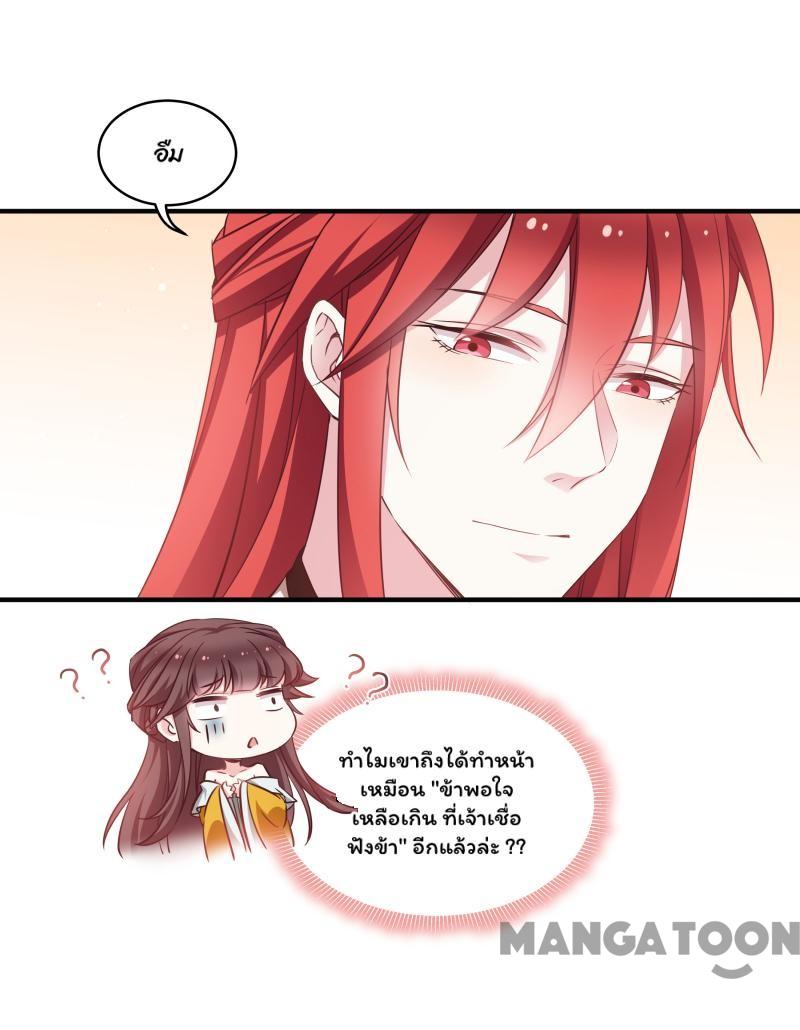 อืม
? ?
? ?
ทำไมเขาถึงได้ทำหน้า
เหมือน "ข้าพอใจ
เหลือเกิน ที่เจ้าเชื่อ
ฟังข้า" อีกแล้วล่ะ ??
MANGATOON